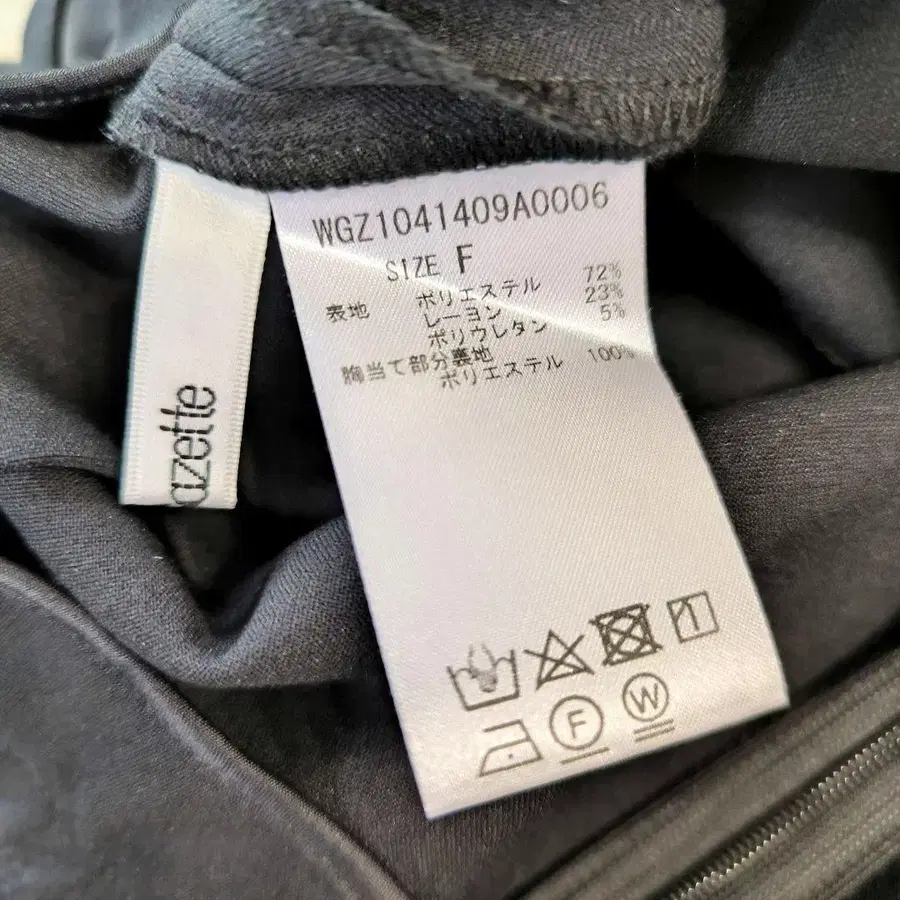 WGZ1041409A0006
SIZE F
表地 ポリエステル 72%
レーヨン 23%
ポリウレタン 5%
胸当て部分裏地
ポリエステル 100%
azette
F W